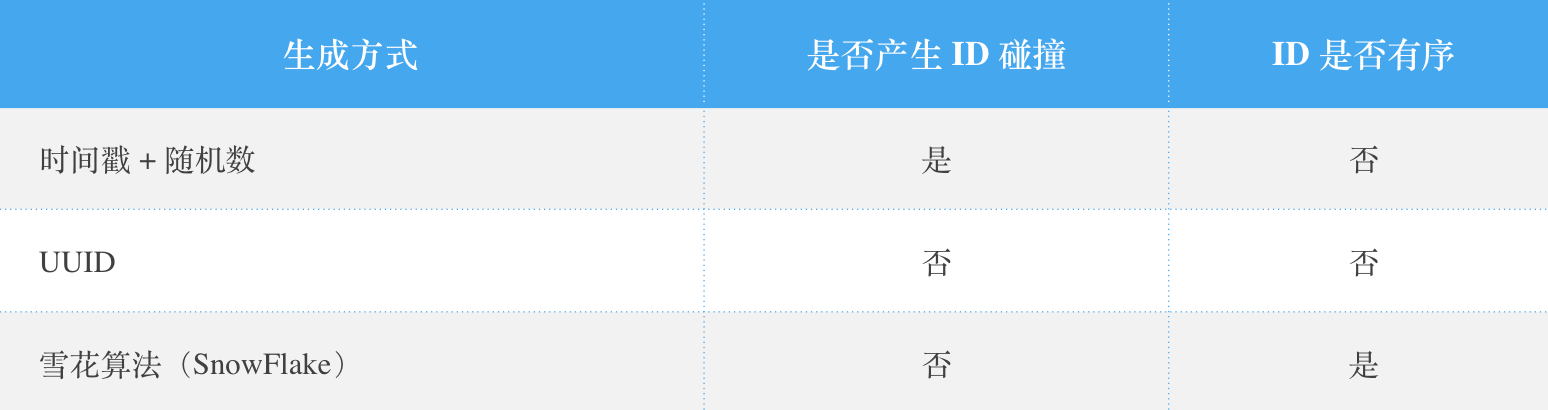 生成方式 是否产生 ID 碰撞 ID 是否有序
时间戳 + 随机数 是 否
UUID 否 否
雪花算法（SnowFlake） 否 是